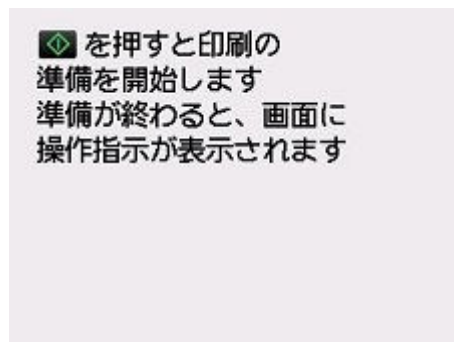 を押すと印刷の
準備を開始します
準備が終わると、画面に
操作指示が表示されます